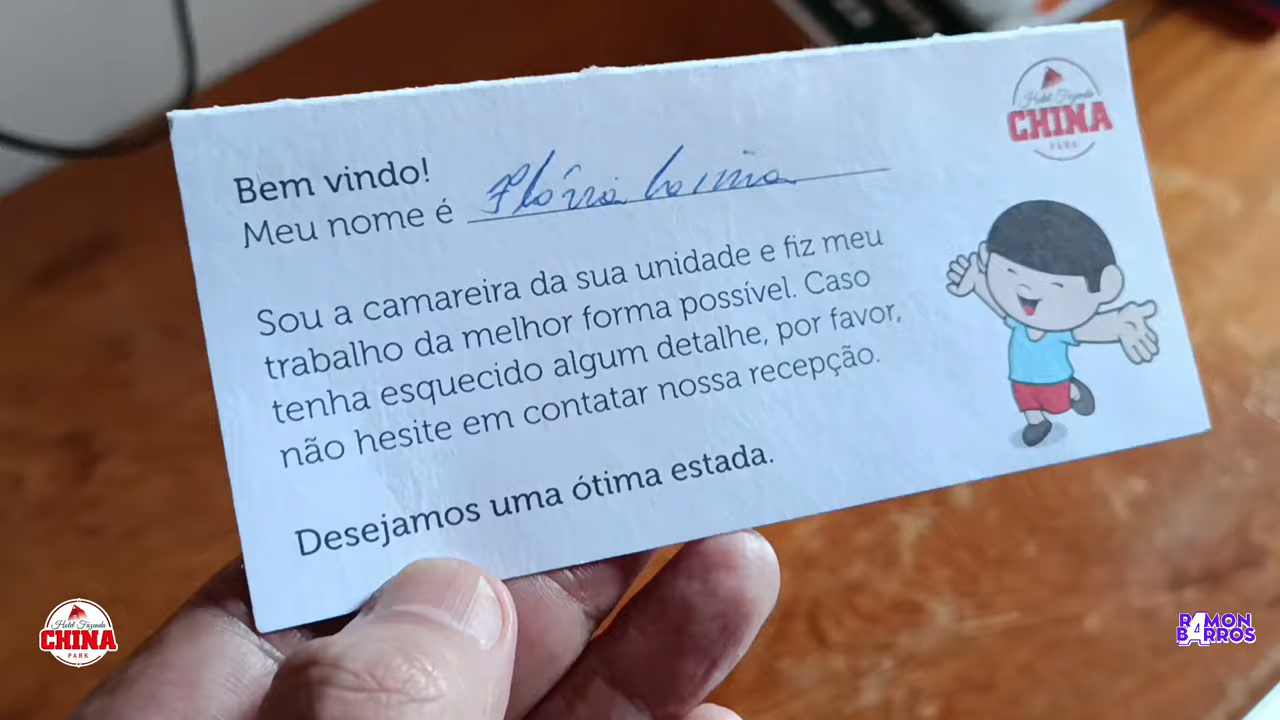 Hotel Fazenda
CHINA
PARK
Bem vindo!
Meu nome é
Sou a camareira da sua unidade e fiz meu
trabalho da melhor forma possível. Caso
tenha esquecido algum detalhe, por favor,
não hesite em contatar nossa recepção.
Desejamos uma ótima estada.
Hotel Fazenda
CHINA
PARK
RAMON
B4RROS